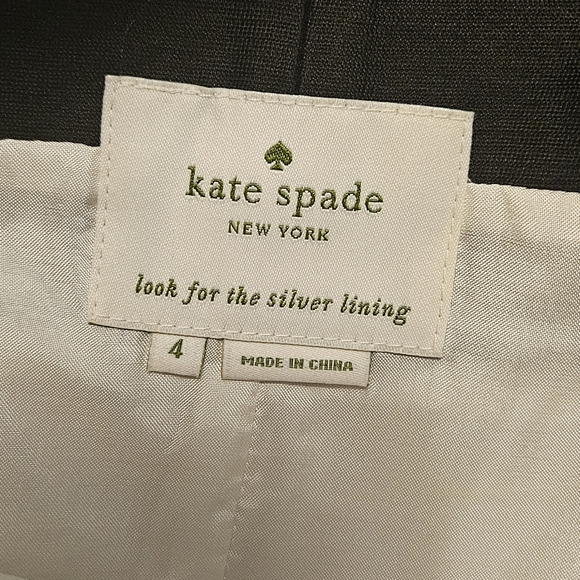 kate spade
NEW YORK
look for the silver lining
4
MADE IN CHINA